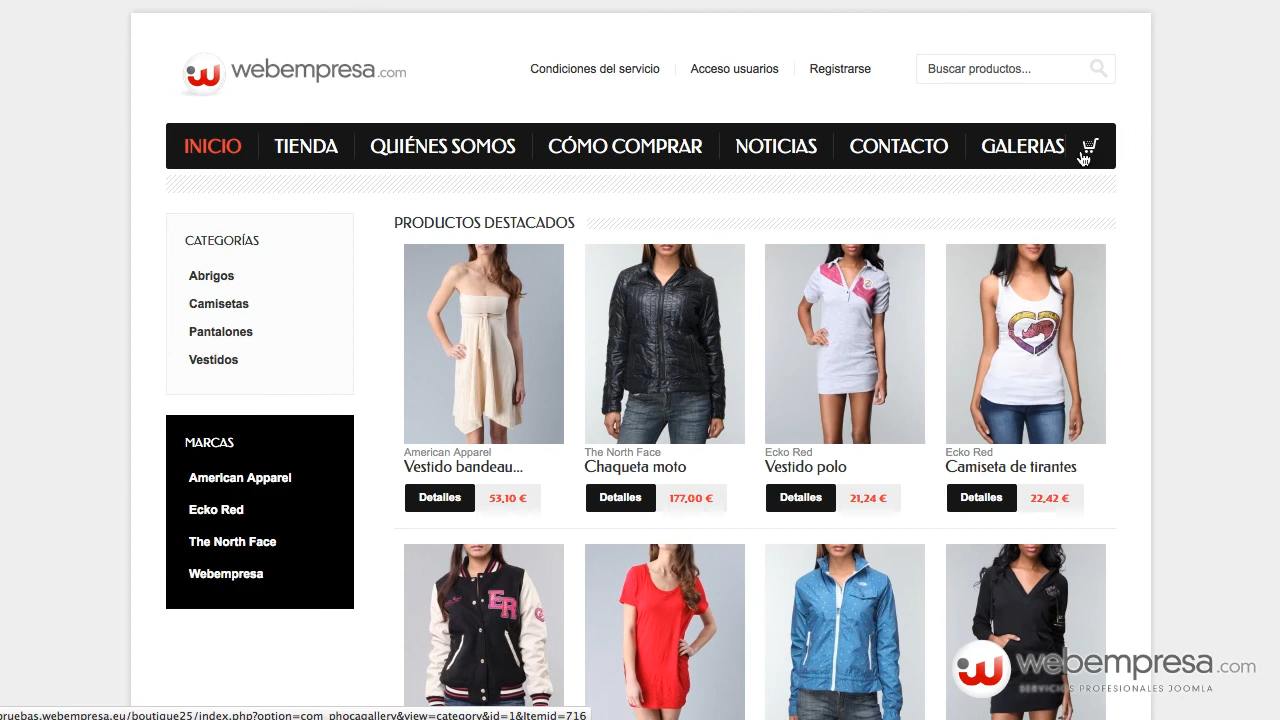 webempresa.com
Condiciones del servicio
Acceso usuarios
Registrarse
Buscar productos...
INICIO
TIENDA
QUIÉNES SOMOS
CÓMO COMPRAR
NOTICIAS
CONTACTO
GALERIAS
CATEGORÍAS
Abrigos
Camisetas
Pantalones
Vestidos
MARCAS
American Apparel
Ecko Red
The North Face
Webempresa
PRODUCTOS DESTACADOS
American Apparel
Vestido bandeau...
Detalles
53,10 €
The North Face
Chaqueta moto
Detalles
177,00 €
Ecko Red
Vestido polo
Detalles
21,24 €
Ecko Red
Camiseta de tirantes
Detalles
22,42 €
ER
webempresa.com
SERVICIOS PROFESIONALES JOOMLA
/boutique25/index.php?option=com_phocagallery&view=category&id=1&Itemid=716